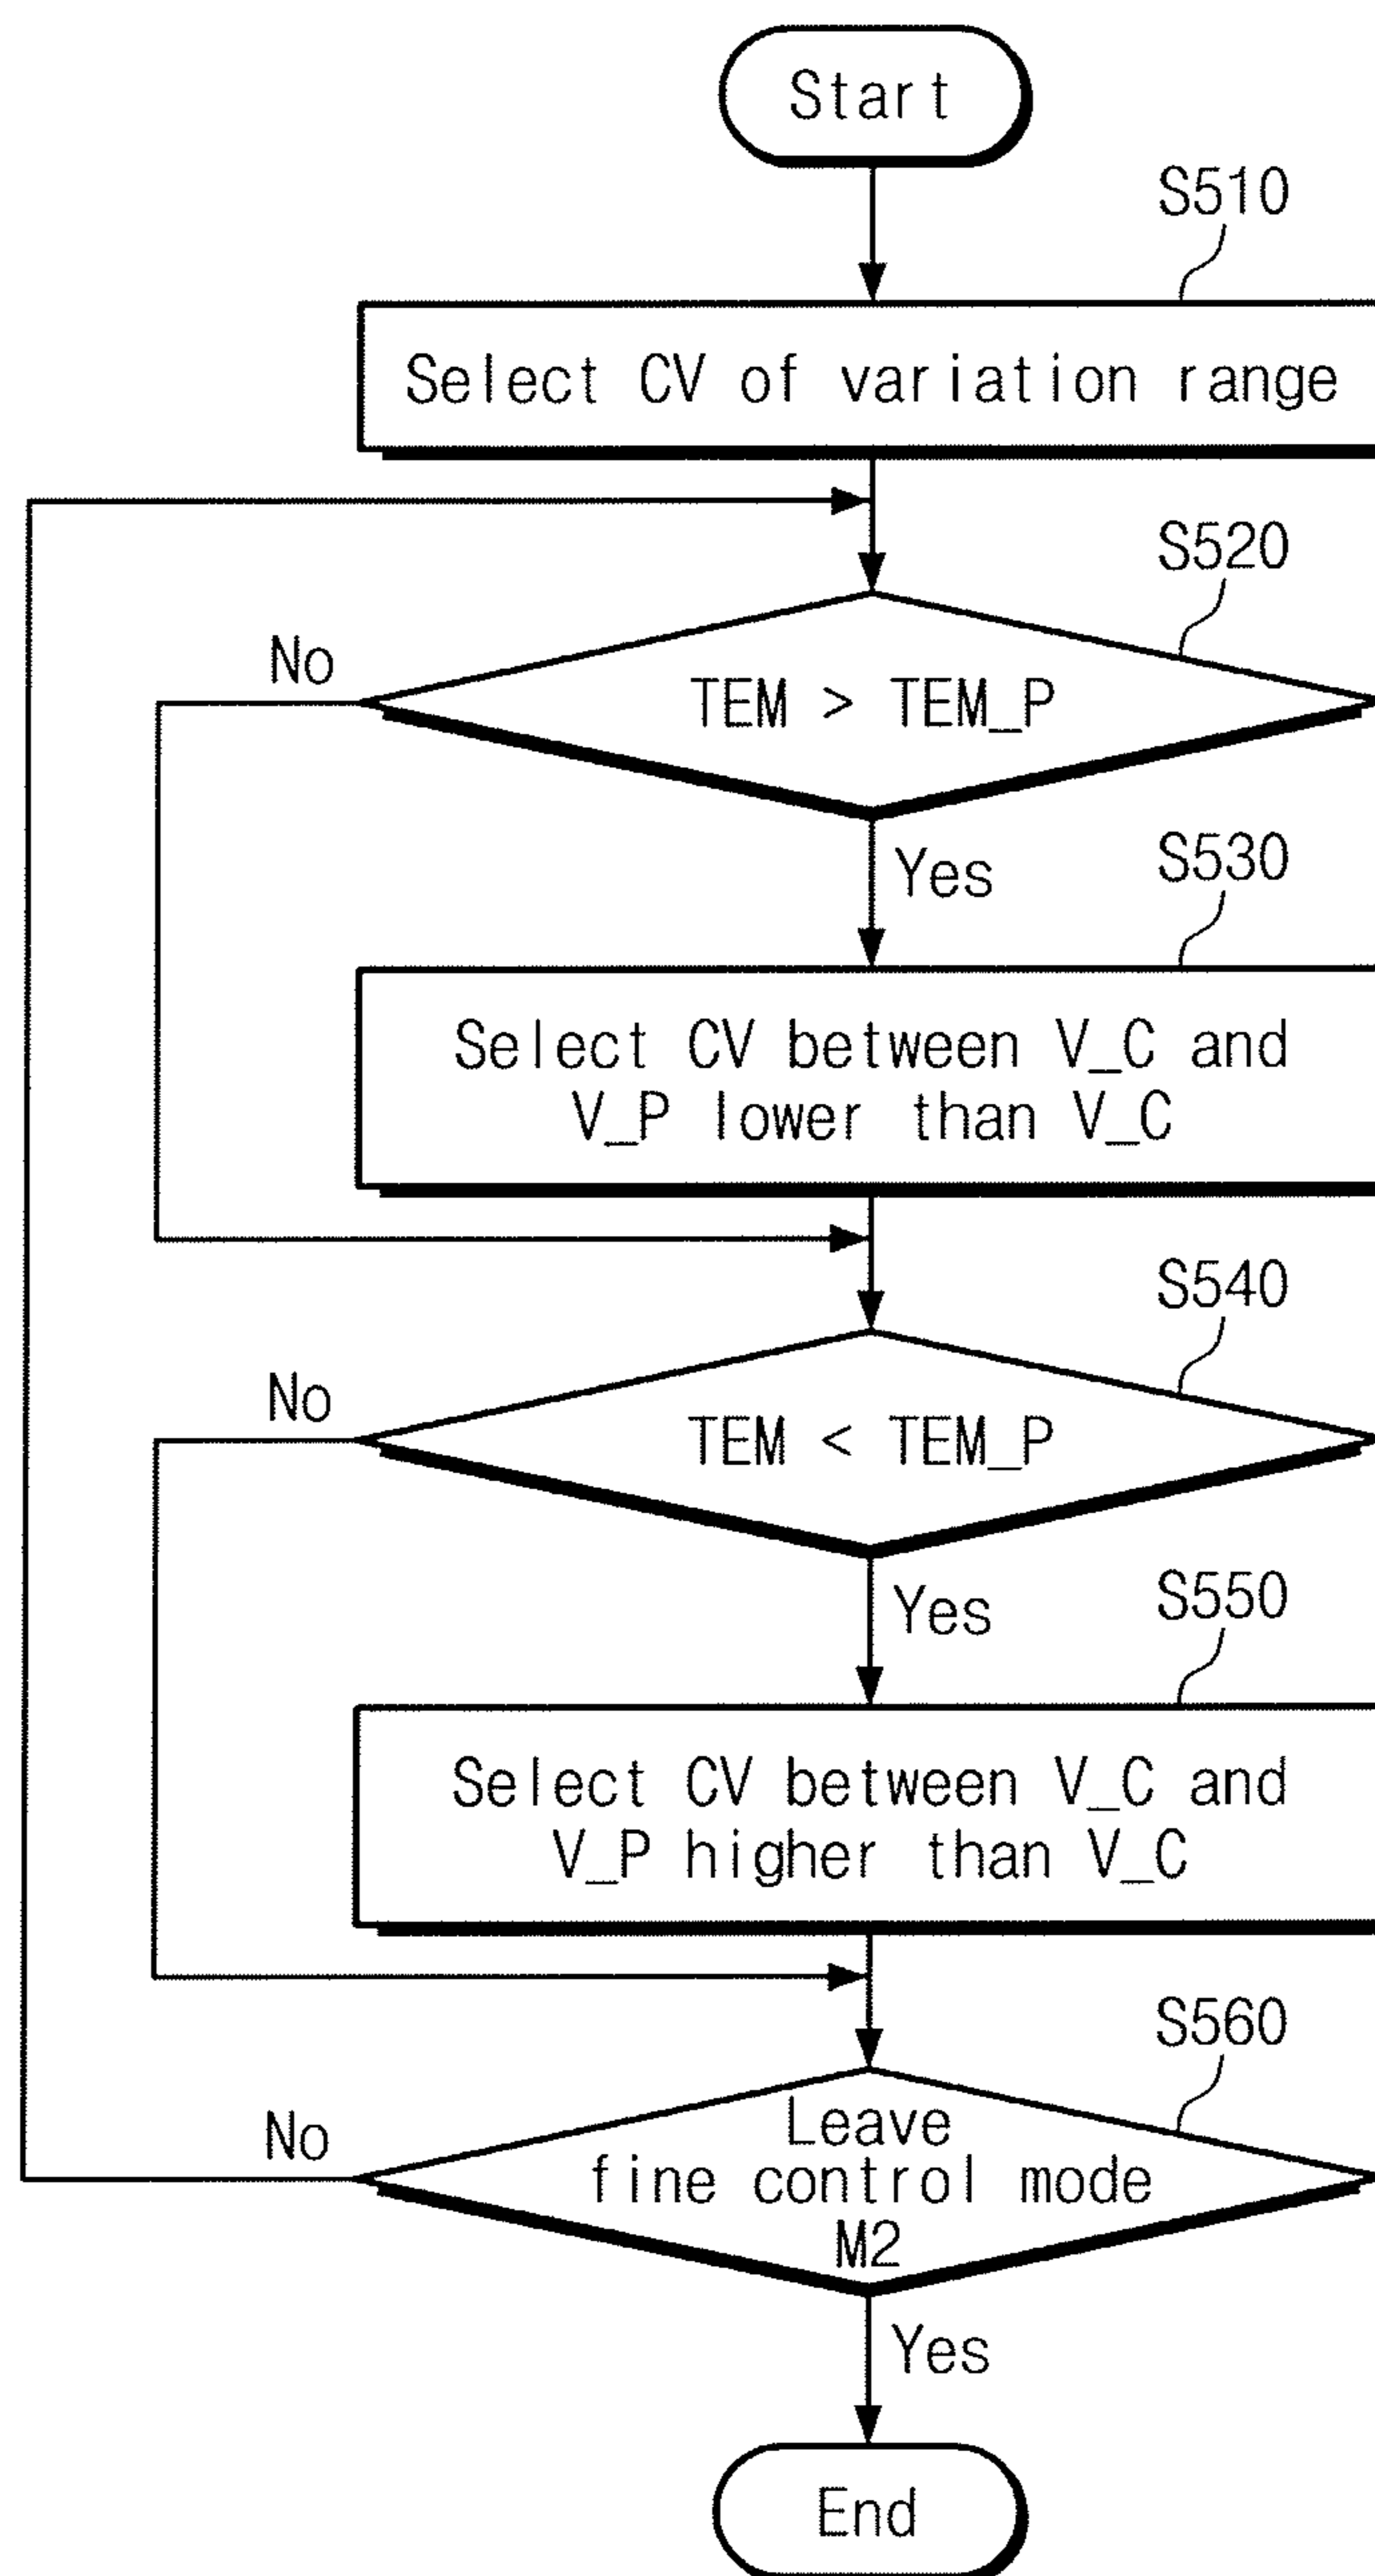 Start
S510
Select CV of variation range
S520
No
TEM > TEM_P
Yes
S530
Select CV between V_C and
V_P lower than V_C
S540
No
TEM < TEM_P
Yes
S550
Select CV between V_C and
V_P higher than V_C
S560
No
Leave
fine control mode
M2
Yes
End